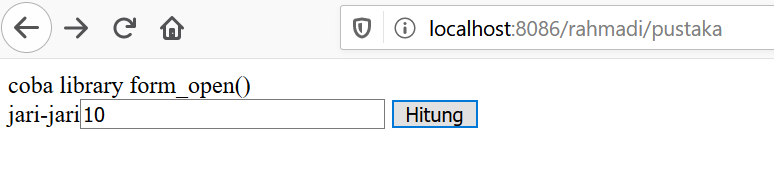 localhost:8086/rahmadi/pustaka
coba library form_open()
jari-jari 10 Hitung